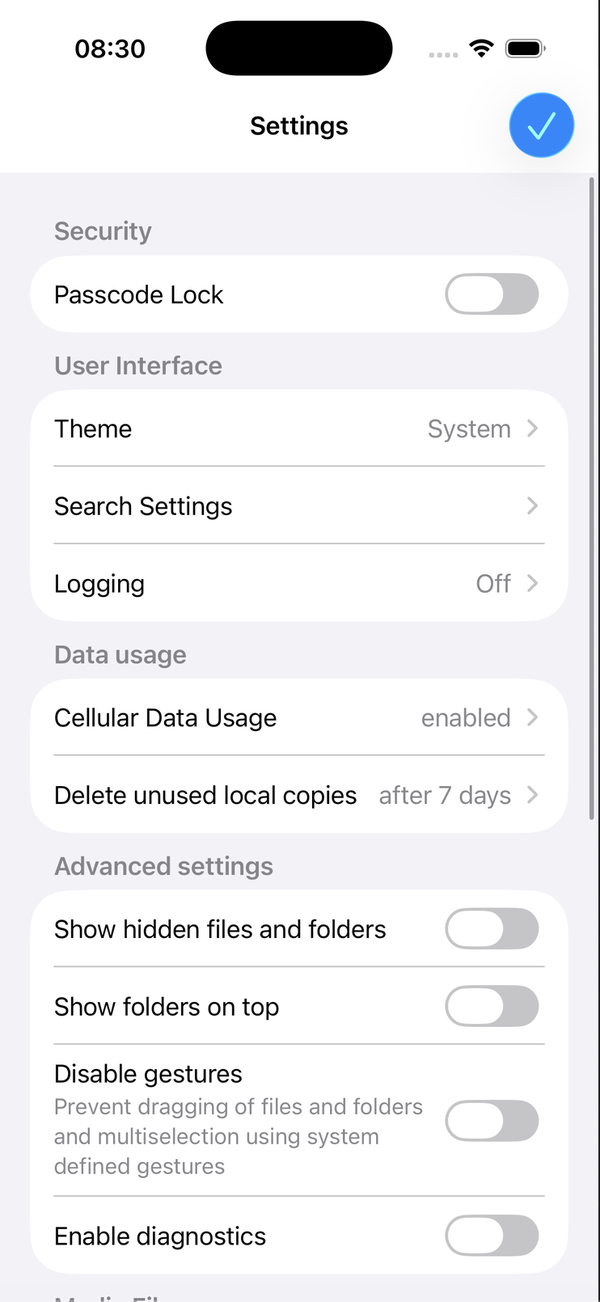 08:30
Settings
Security
Passcode Lock
User Interface
Theme System
Search Settings
Logging Off
Data usage
Cellular Data Usage enabled
Delete unused local copies after 7 days
Advanced settings
Show hidden files and folders
Show folders on top
Disable gestures
Prevent dragging of files and folders
and multiselection using system
defined gestures
Enable diagnostics